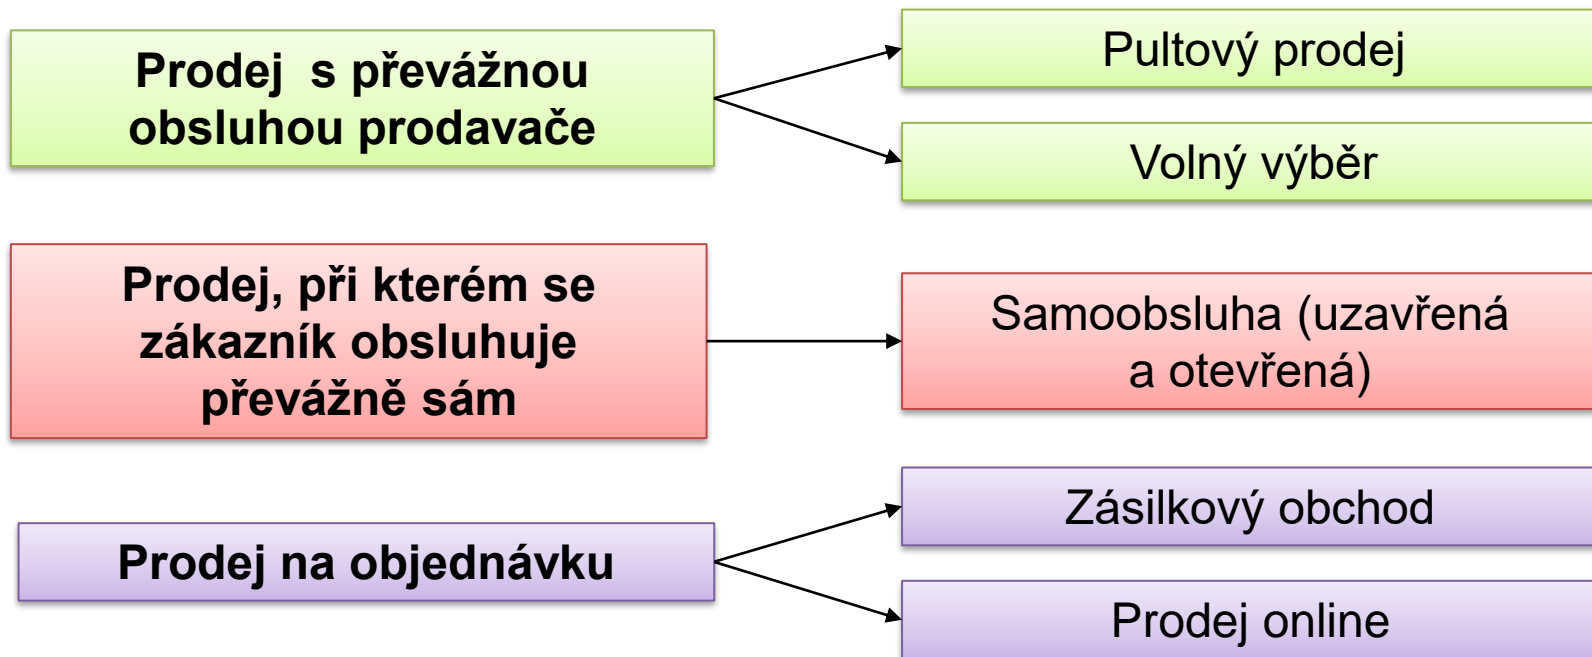 Prodej  s převážnou
obsluhou prodavače
Pultový prodej
Volný výběr
Prodej, při kterém se
zákazník obsluhuje
převážně sám
Samoobsluha (uzavřená
a otevřená)
Prodej na objednávku
Zásilkový obchod
Prodej online